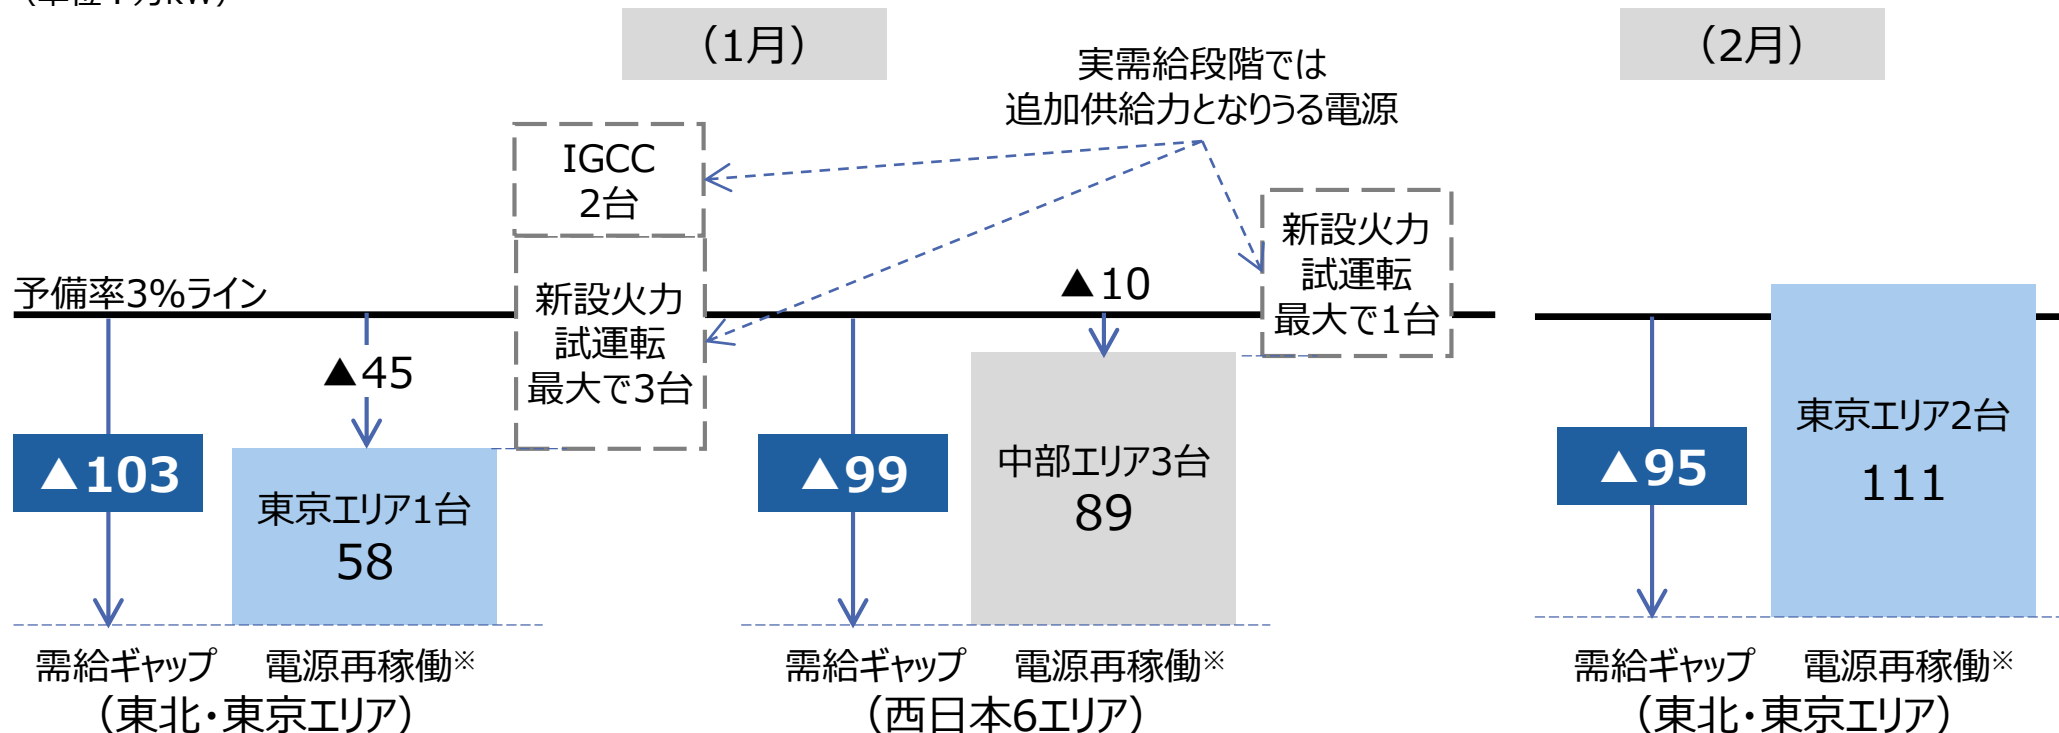 （1月）
（2月）
実需給段階では
追加供給力となりうる電源
IGCC
2台
新設火力
試運転
最大で3台
新設火力
試運転
最大で1台
予備率3%ライン
▲45
▲10
▲103
東京エリア1台
58
▲99
中部エリア3台
89
▲95
東京エリア2台
111
需給ギャップ 電源再稼働※
（東北・東京エリア）
需給ギャップ 電源再稼働※
（西日本6エリア）
需給ギャップ 電源再稼働※
（東北・東京エリア）